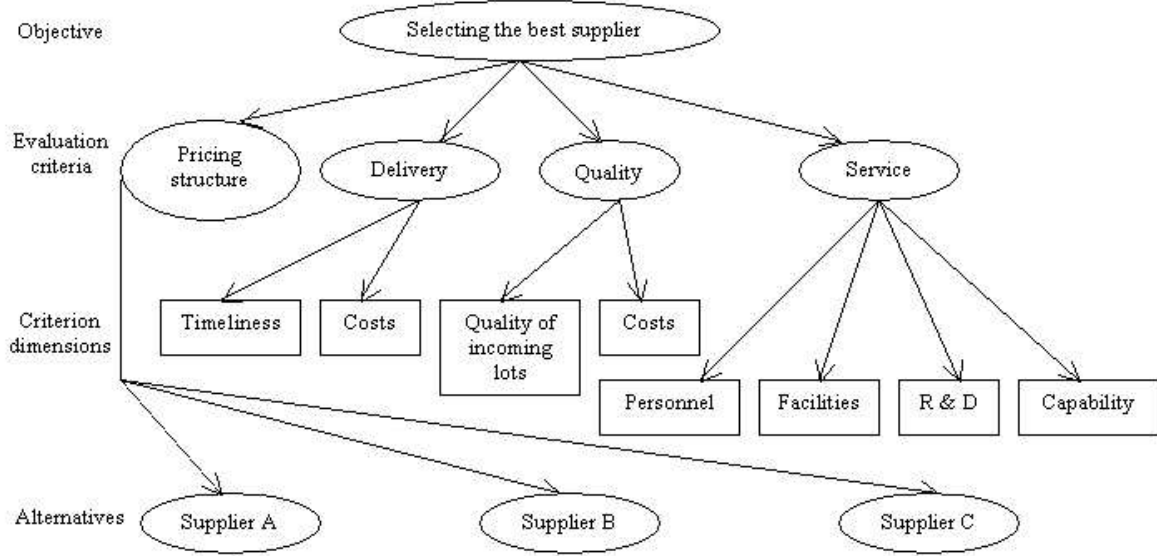 Objective
Selecting the best supplier
Evaluation
criteria
Pricing
structure
Delivery
Quality
Service
Criterion
dimensions
Timeliness
Costs
Quality of
incoming
lots
Costs
Personnel
Facilities
R & D
Capability
Alternatives
Supplier A
Supplier B
Supplier C